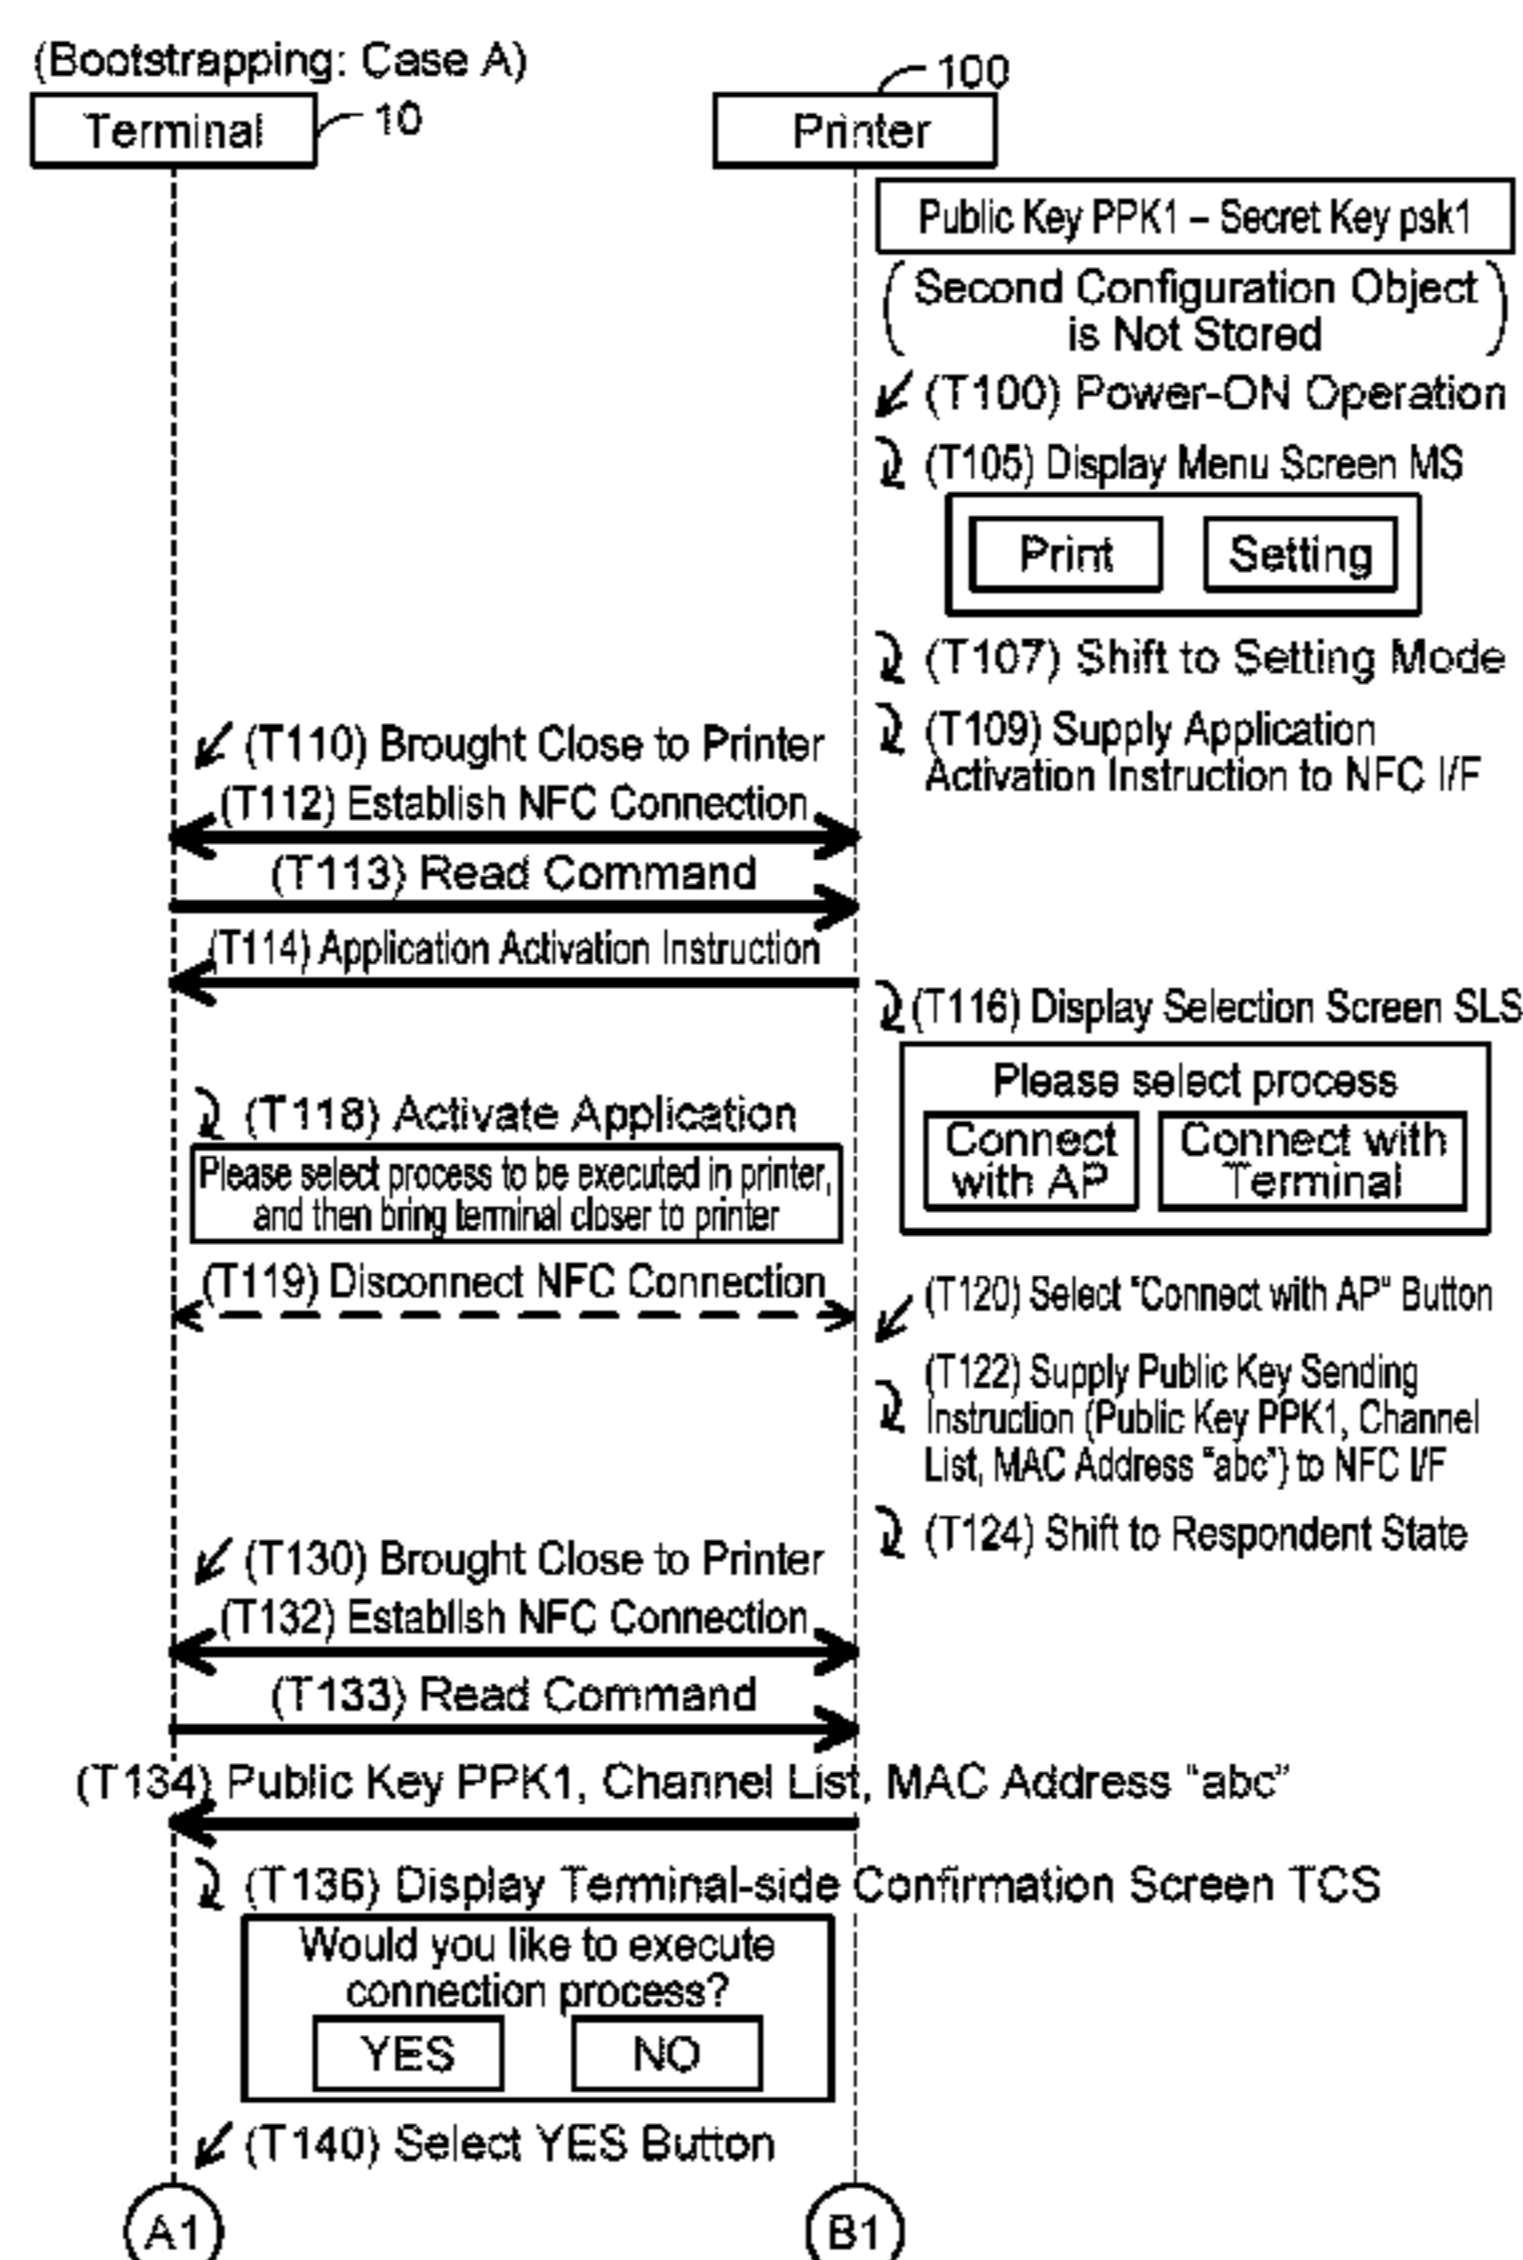 (Bootstrapping: Case A)
Terminal
10
Printer
100
Public Key PPK1 – Secret Key psk1
(Second Configuration Object
is Not Stored)
(T100) Power-ON Operation
(T105) Display Menu Screen MS
Print
Setting
(T107) Shift to Setting Mode
(T109) Supply Application
Activation Instruction to NFC I/F
(T110) Brought Close to Printer
(T112) Establish NFC Connection
(T113) Read Command
(T114) Application Activation Instruction
(T116) Display Selection Screen SLS
Please select process
Connect
with AP
Connect with
Terminal
(T118) Activate Application
Please select process to be executed in printer,
and then bring terminal closer to printer
(T119) Disconnect NFC Connection
(T120) Select "Connect with AP" Button
(T122) Supply Public Key Sending
Instruction (Public Key PPK1, Channel
List, MAC Address "abc") to NFC I/F
(T124) Shift to Respondent State
(T130) Brought Close to Printer
(T132) Establish NFC Connection
(T133) Read Command
(T134) Public Key PPK1, Channel List, MAC Address "abc"
(T136) Display Terminal-side Confirmation Screen TCS
Would you like to execute
connection process?
YES
NO
(T140) Select YES Button
A1
B1